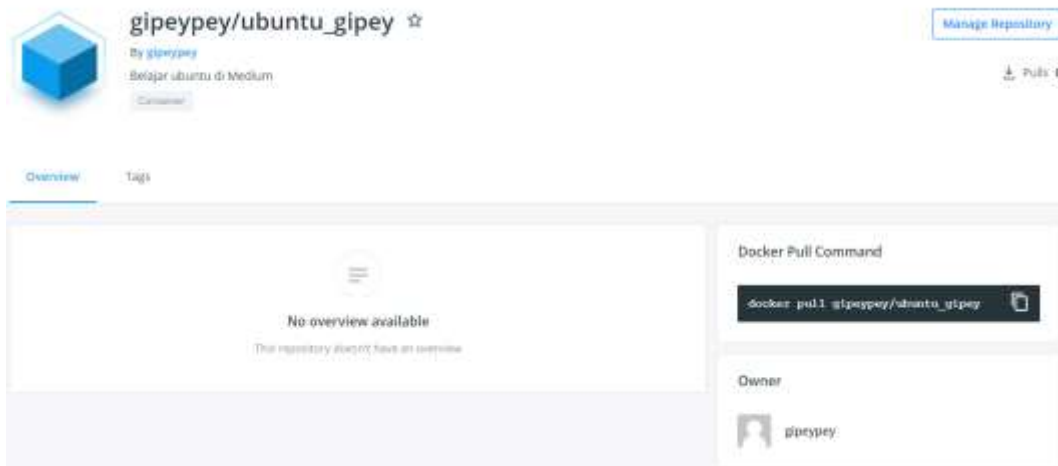 gipeypey/ubuntu_gipey
Manage Repository
By gipeypey
Belajar ubuntu di Medium
Pulls
Container
Overview
Tags
Docker Pull Command
docker pull gipeypey/ubuntu_gipey
No overview available
This repository doesn't have an overview
Owner
gipeypey